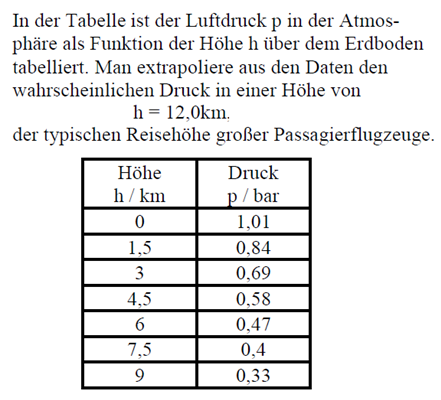 In der Tabelle ist der Luftdruck p in der Atmos-
phäre als Funktion der Höhe h über dem Erdboden
tabelliert. Man extrapoliere aus den Daten den
wahrscheinlichen Druck in einer Höhe von
h = 12,0km,
der typischen Reisehöhe großer Passagierflugzeuge.
Höhe Druck
h / km p / bar
0 1,01
1,5 0,84
3 0,69
4,5 0,58
6 0,47
7,5 0,4
9 0,33